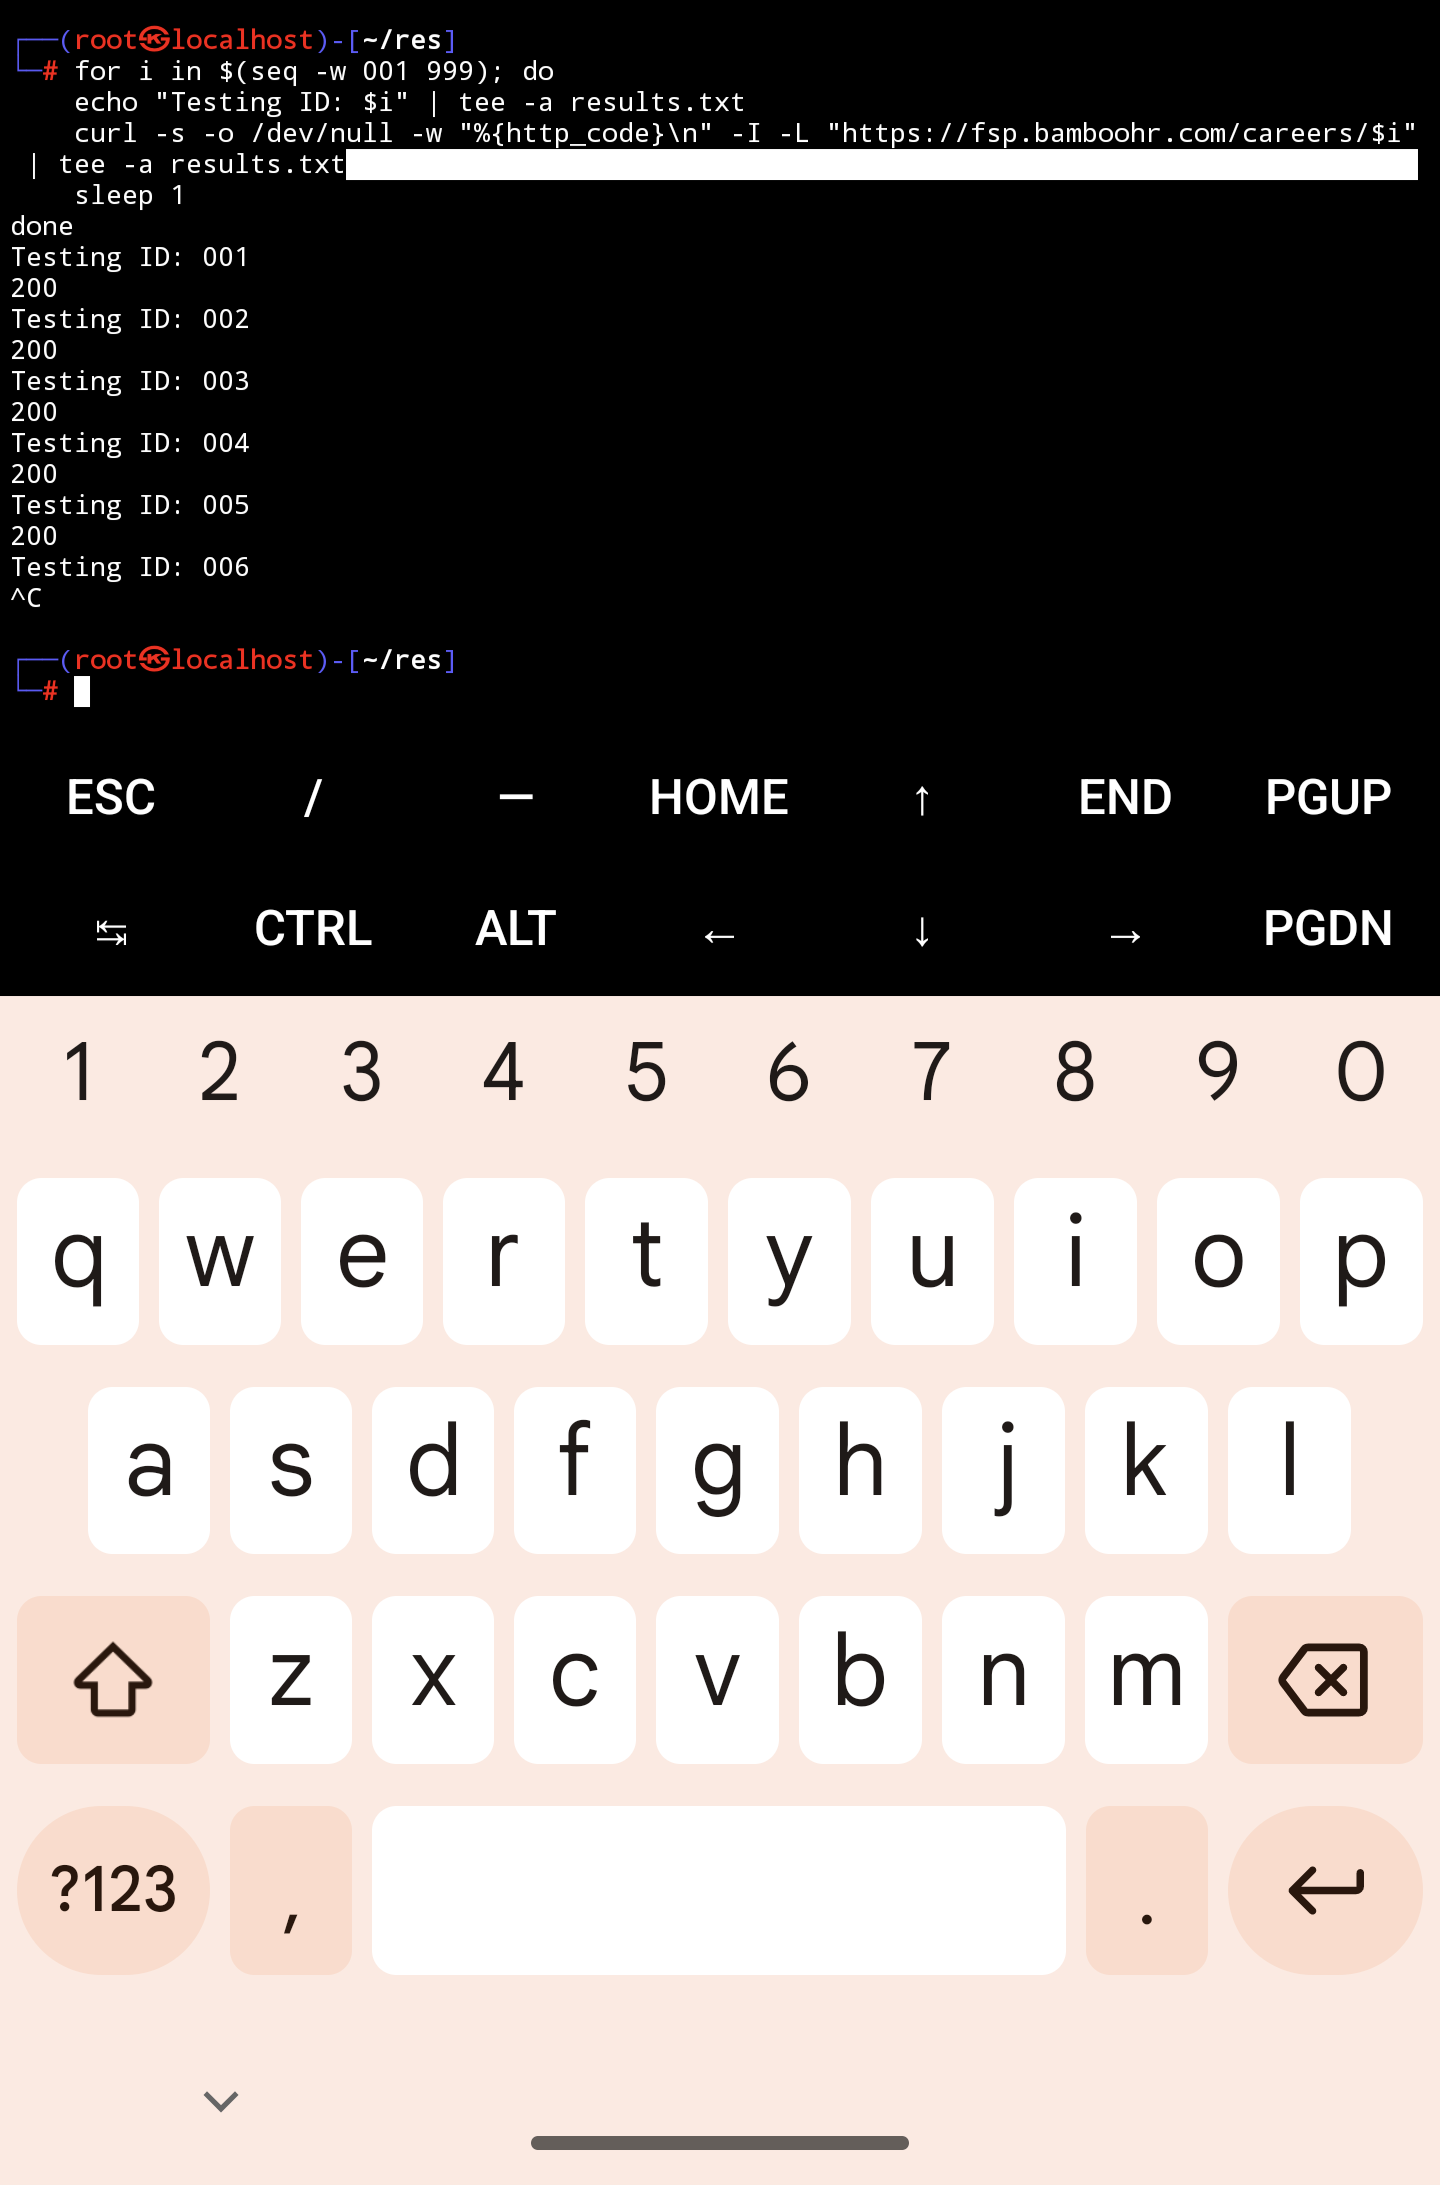 ┌──(root㉿localhost)-[~/res]
└─# for i in $(seq -w 001 999); do
    echo "Testing ID: $i" | tee -a results.txt
    curl -s -o /dev/null -w "%{http_code}\n" -I -L "https://fsp.bamboohr.com/careers/$i"
 | tee -a results.txt
    sleep 1
done
Testing ID: 001
200
Testing ID: 002
200
Testing ID: 003
200
Testing ID: 004
200
Testing ID: 005
200
Testing ID: 006
^C
┌──(root㉿localhost)-[~/res]
└─#
ESC / — HOME ↑ END PGUP
↹ CTRL ALT ← ↓ → PGDN
1 2 3 4 5 6 7 8 9 0
q w e r t y u i o p
a s d f g h j k l
z x c v b n m
?123 , .